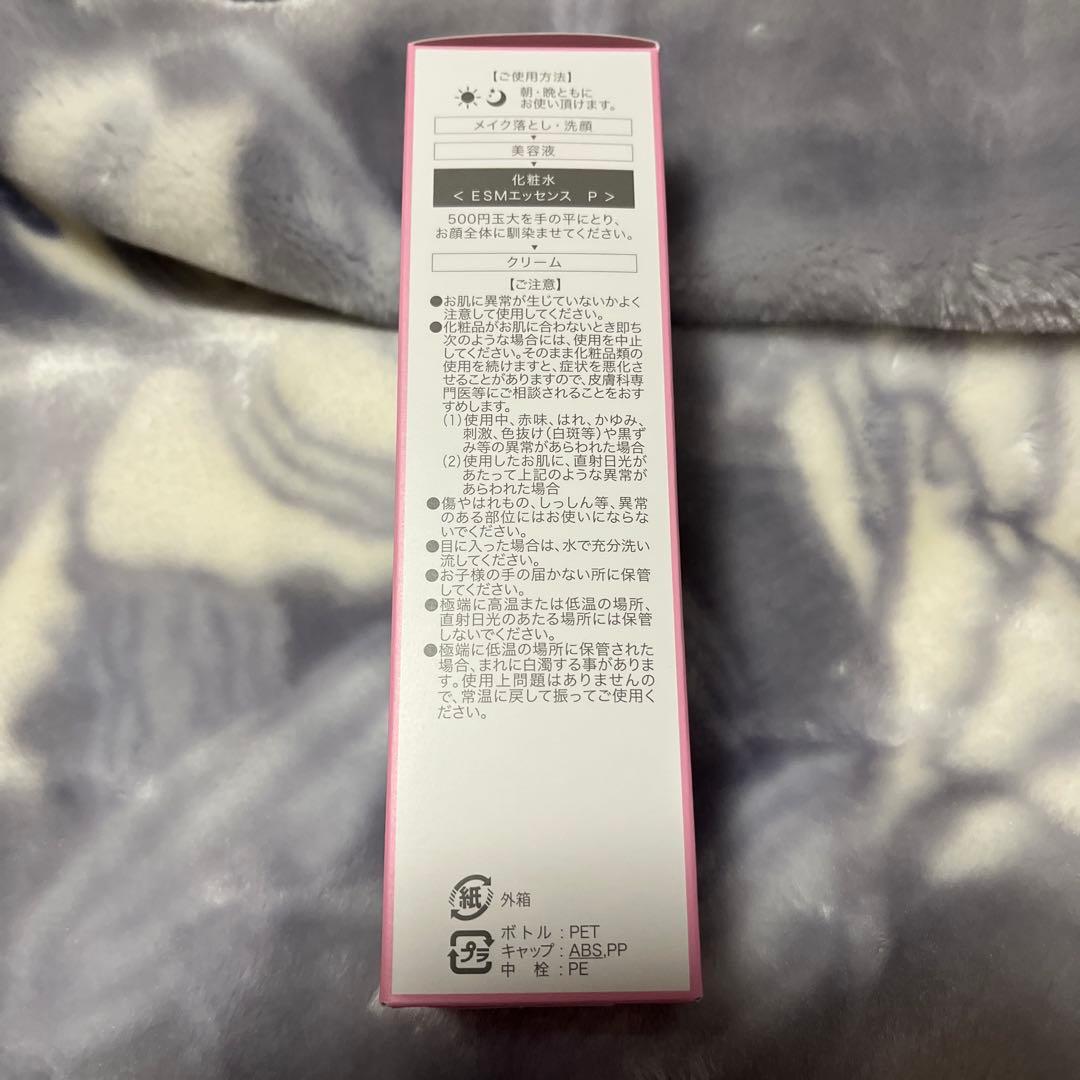 【ご使用方法】
朝・晩ともに
お使い頂けます。
メイク落とし・洗顔
美容液
化粧水
＜ESMエッセンス　P＞
500円玉大を手の平にとり、
お顔全体に馴染ませてください。
クリーム
【ご注意】
●お肌に異常が生じていないかよく
注意して使用してください。
●化粧品がお肌に合わないとき即ち
次のような場合には、使用を中止
してください。そのまま化粧品類の
使用を続けますと、症状を悪化さ
せることがありますので、皮膚科専
門医等にご相談されることをおす
すめします。
(1)使用中、赤味、はれ、かゆみ、
刺激、色抜け(白斑等)や黒ず
み等の異常があらわれた場合
(2)使用したお肌に、直射日光が
あたって上記のような異常が
あらわれた場合
●傷やはれもの、しっしん等、異常
のある部位にはお使いにならな
いでください。
●目に入った場合は、水で充分洗い
流してください。
●お子様の手の届かない所に保管
してください。
●極端に高温または低温の場所、
直射日光のあたる場所には保管
しないでください。
●極端に低温の場所に保管された
場合、まれに白濁する事がありま
す。使用上問題はありませんの
で、常温に戻して振ってご使用く
ださい。
紙 外箱
プラ
ボトル：PET
キャップ：ABS,PP
中　栓：PE